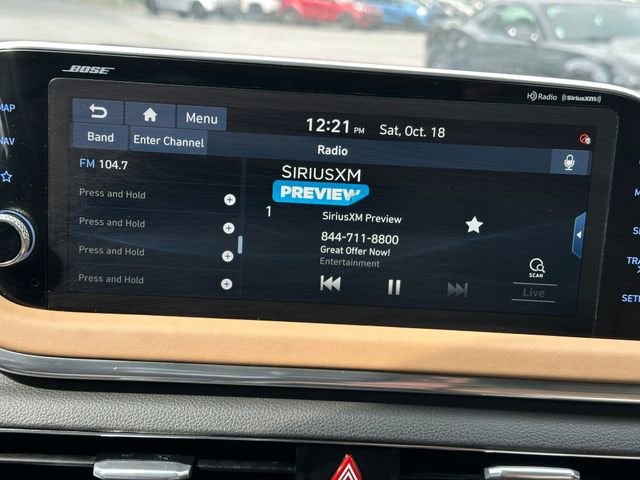 BOSE
HD Radio
((SiriusXM))
MAP
NAV
Menu
12:21 PM
Sat, Oct. 18
Band
Enter Channel
Radio
FM 104.7
SIRIUSXM
PREVIEW
Press and Hold
1
SiriusXM Preview
Press and Hold
844-711-8800
Great Offer Now!
Press and Hold
Entertainment
SCAN
Press and Hold
Live